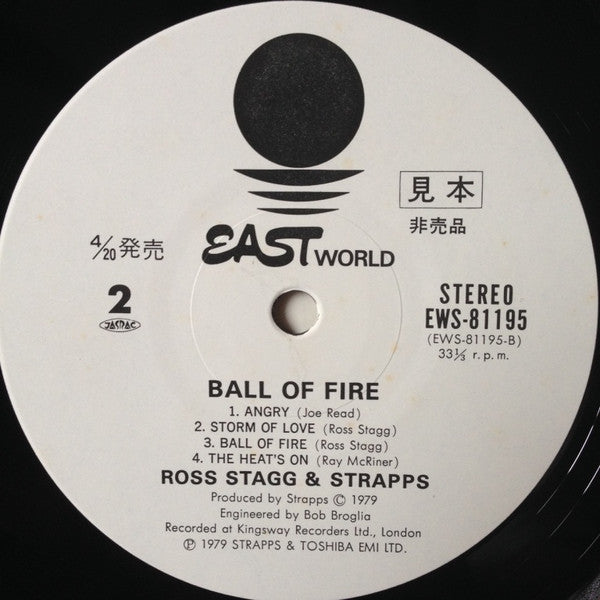 見本
非売品
4/20発売
EAST WORLD
2
JASRAC
STEREO
EWS-81195
(EWS-81195-B)
33⅓ r.p.m.
BALL OF FIRE
1. ANGRY (Joe Read)
2. STORM OF LOVE (Ross Stagg)
3. BALL OF FIRE (Ross Stagg)
4. THE HEAT'S ON (Ray McRiner)
ROSS STAGG & STRAPPS
Produced by Strapps © 1979
Engineered by Bob Broglia
Recorded at Kingsway Recorders Ltd., London
℗ 1979 STRAPPS & TOSHIBA EMI LTD.